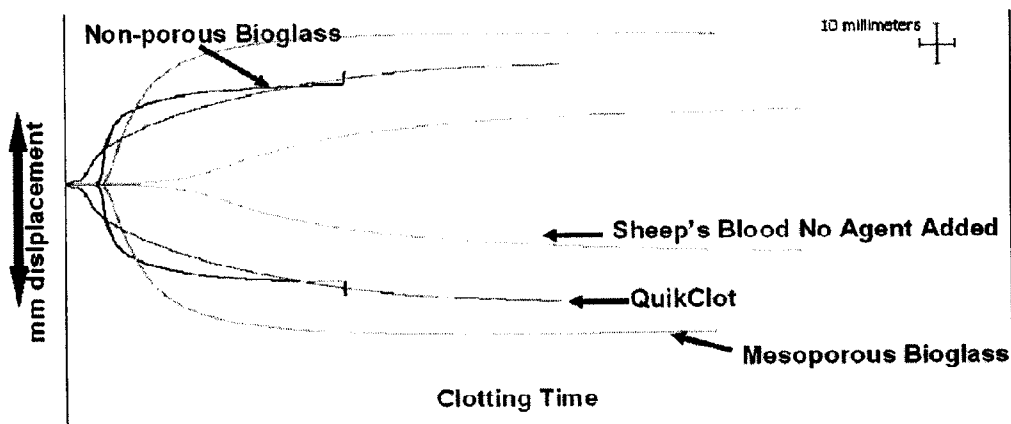 10 millimeters
Non-porous Bioglass
mm dislplacement
Sheep's Blood No Agent Added
QuikClot
Mesoporous Bioglass
Clotting Time